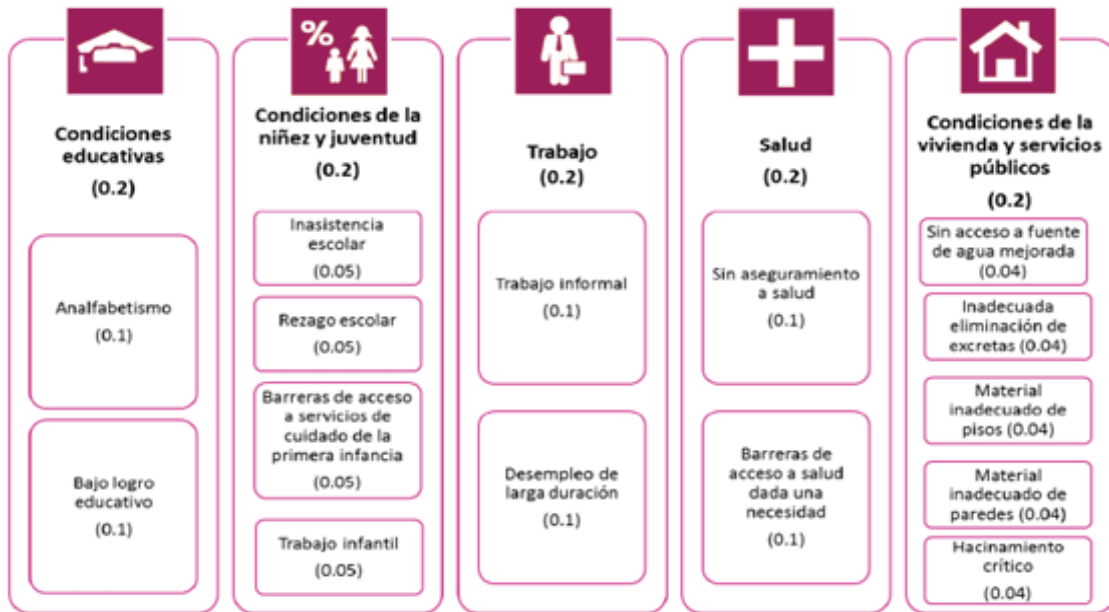 Condiciones
educativas
(0.2)
Analfabetismo
(0.1)
Bajo logro
educativo
(0.1)
%
Condiciones de la
niñez y juventud
(0.2)
Inasistencia
escolar
(0.05)
Rezago escolar
(0.05)
Barreras de acceso
a servicios de
cuidado de la
primera infancia
(0.05)
Trabajo infantil
(0.05)
Trabajo
(0.2)
Trabajo informal
(0.1)
Desempleo de
larga duración
(0.1)
Salud
(0.2)
Sin aseguramiento
a salud
(0.1)
Barreras de
acceso a salud
dada una
necesidad
(0.1)
Condiciones de la
vivienda y servicios
públicos
(0.2)
Sin acceso a fuente
de agua mejorada
(0.04)
Inadecuada
eliminación de
excretas (0.04)
Material
inadecuado de
pisos (0.04)
Material
inadecuado de
paredes (0.04)
Hacinamiento
crítico
(0.04)